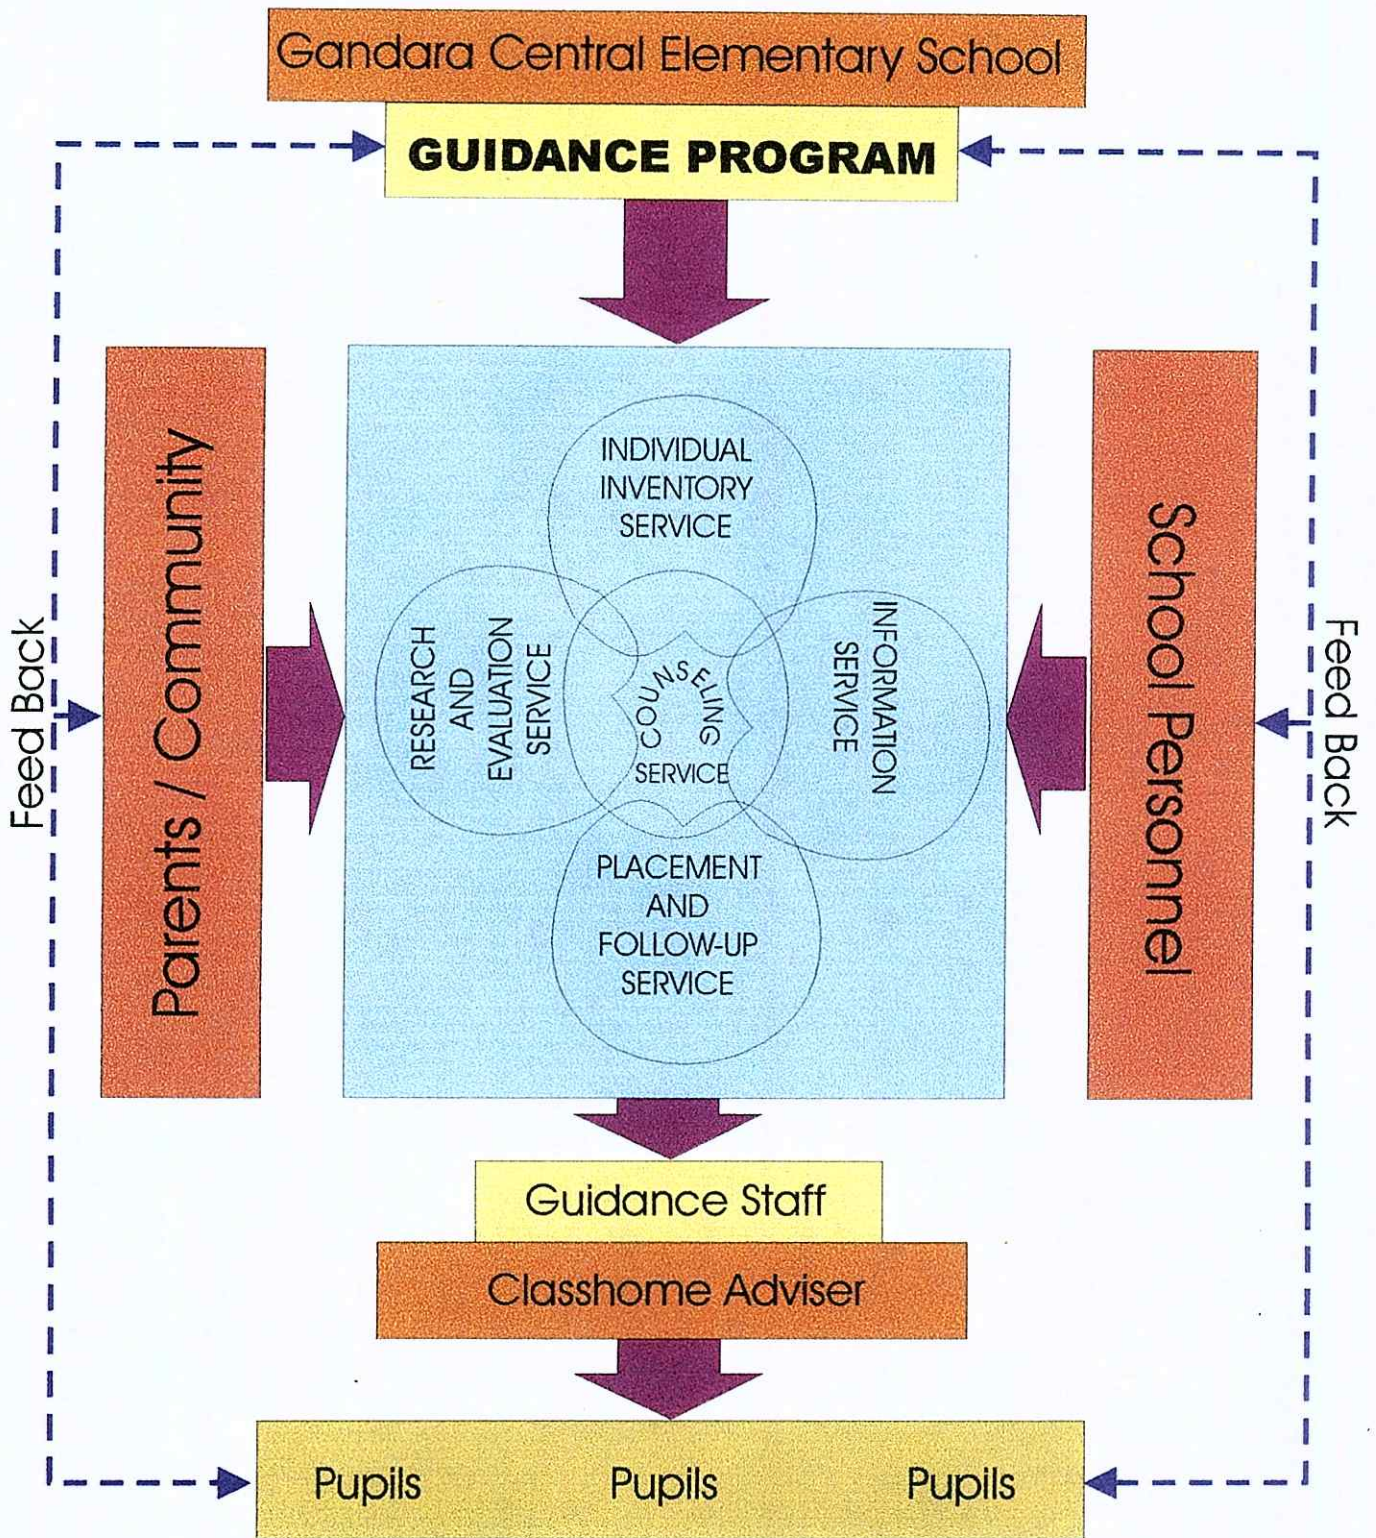 Gandara Central Elementary School
GUIDANCE PROGRAM
Feed Back
Parents / Community
INDIVIDUAL
INVENTORY
SERVICE
RESEARCH
AND
EVALUATION
SERVICE
COUNSELING
SERVICE
INFORMATION
SERVICE
PLACEMENT
AND
FOLLOW-UP
SERVICE
School Personnel
Feed Back
Guidance Staff
Classhome Adviser
Pupils Pupils Pupils